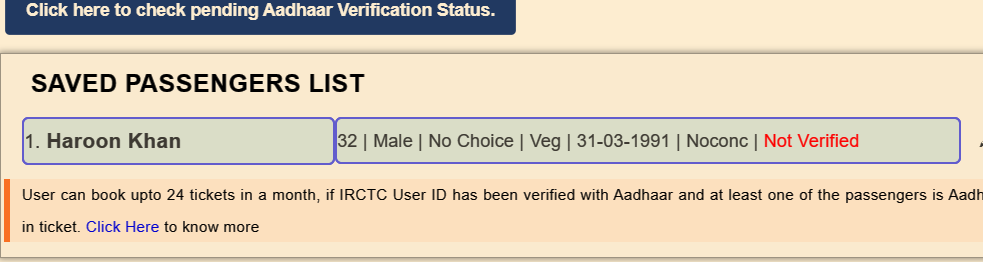 Click here to check pending Aadhaar Verification Status.
SAVED PASSENGERS LIST
1. Haroon Khan
32 | Male | No Choice | Veg | 31-03-1991 | Noconc | Not Verified
User can book upto 24 tickets in a month, if IRCTC User ID has been verified with Aadhaar and at least one of the passengers is
in ticket. Click Here to know more